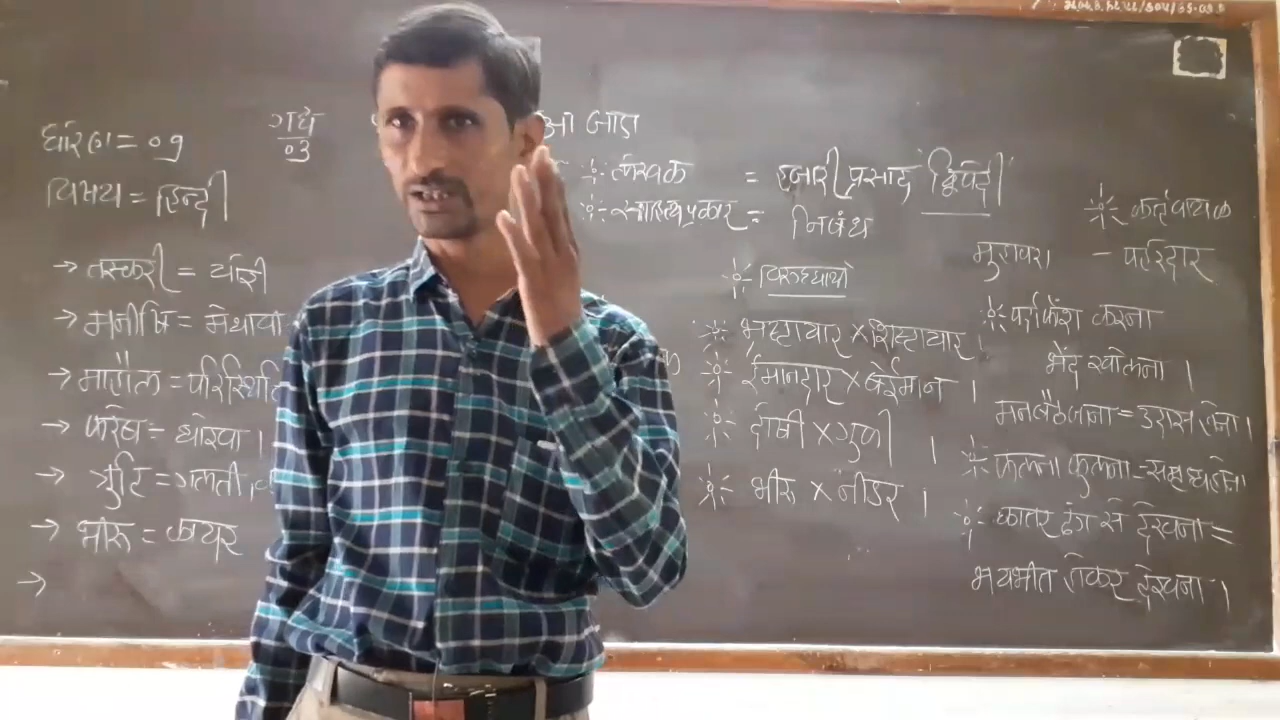 धोरण = ०९
गद्य
०३
ओ जाए
विषय = हिन्दी
लेखक = हजारी प्रसाद द्विवेदी
साहित्य प्रकार = निबंध
→ तस्करी = चोरी
→ मनीषि = मेधावा
→ माहौल = परिस्थिति
→ फरेब = धोखा ।
→ त्रुटि = गलती,
→ भीरू = कायर
→
विरुध्धार्थी
भ्रष्टाचार × शिष्टाचार ।
ईमानदार × बेईमान ।
दोषी × गुणी ।
भीरू × नीडर ।
कर्तृवाचक
मुहावरा - पहरेदार
पर्दाफाश करना
भेद खोलना ।
मन बैठ जाना = उदास होना ।
फलना फूलना = समृध्ध होना
कातर ढंग से देखना =
भयभीत होकर देखना ।